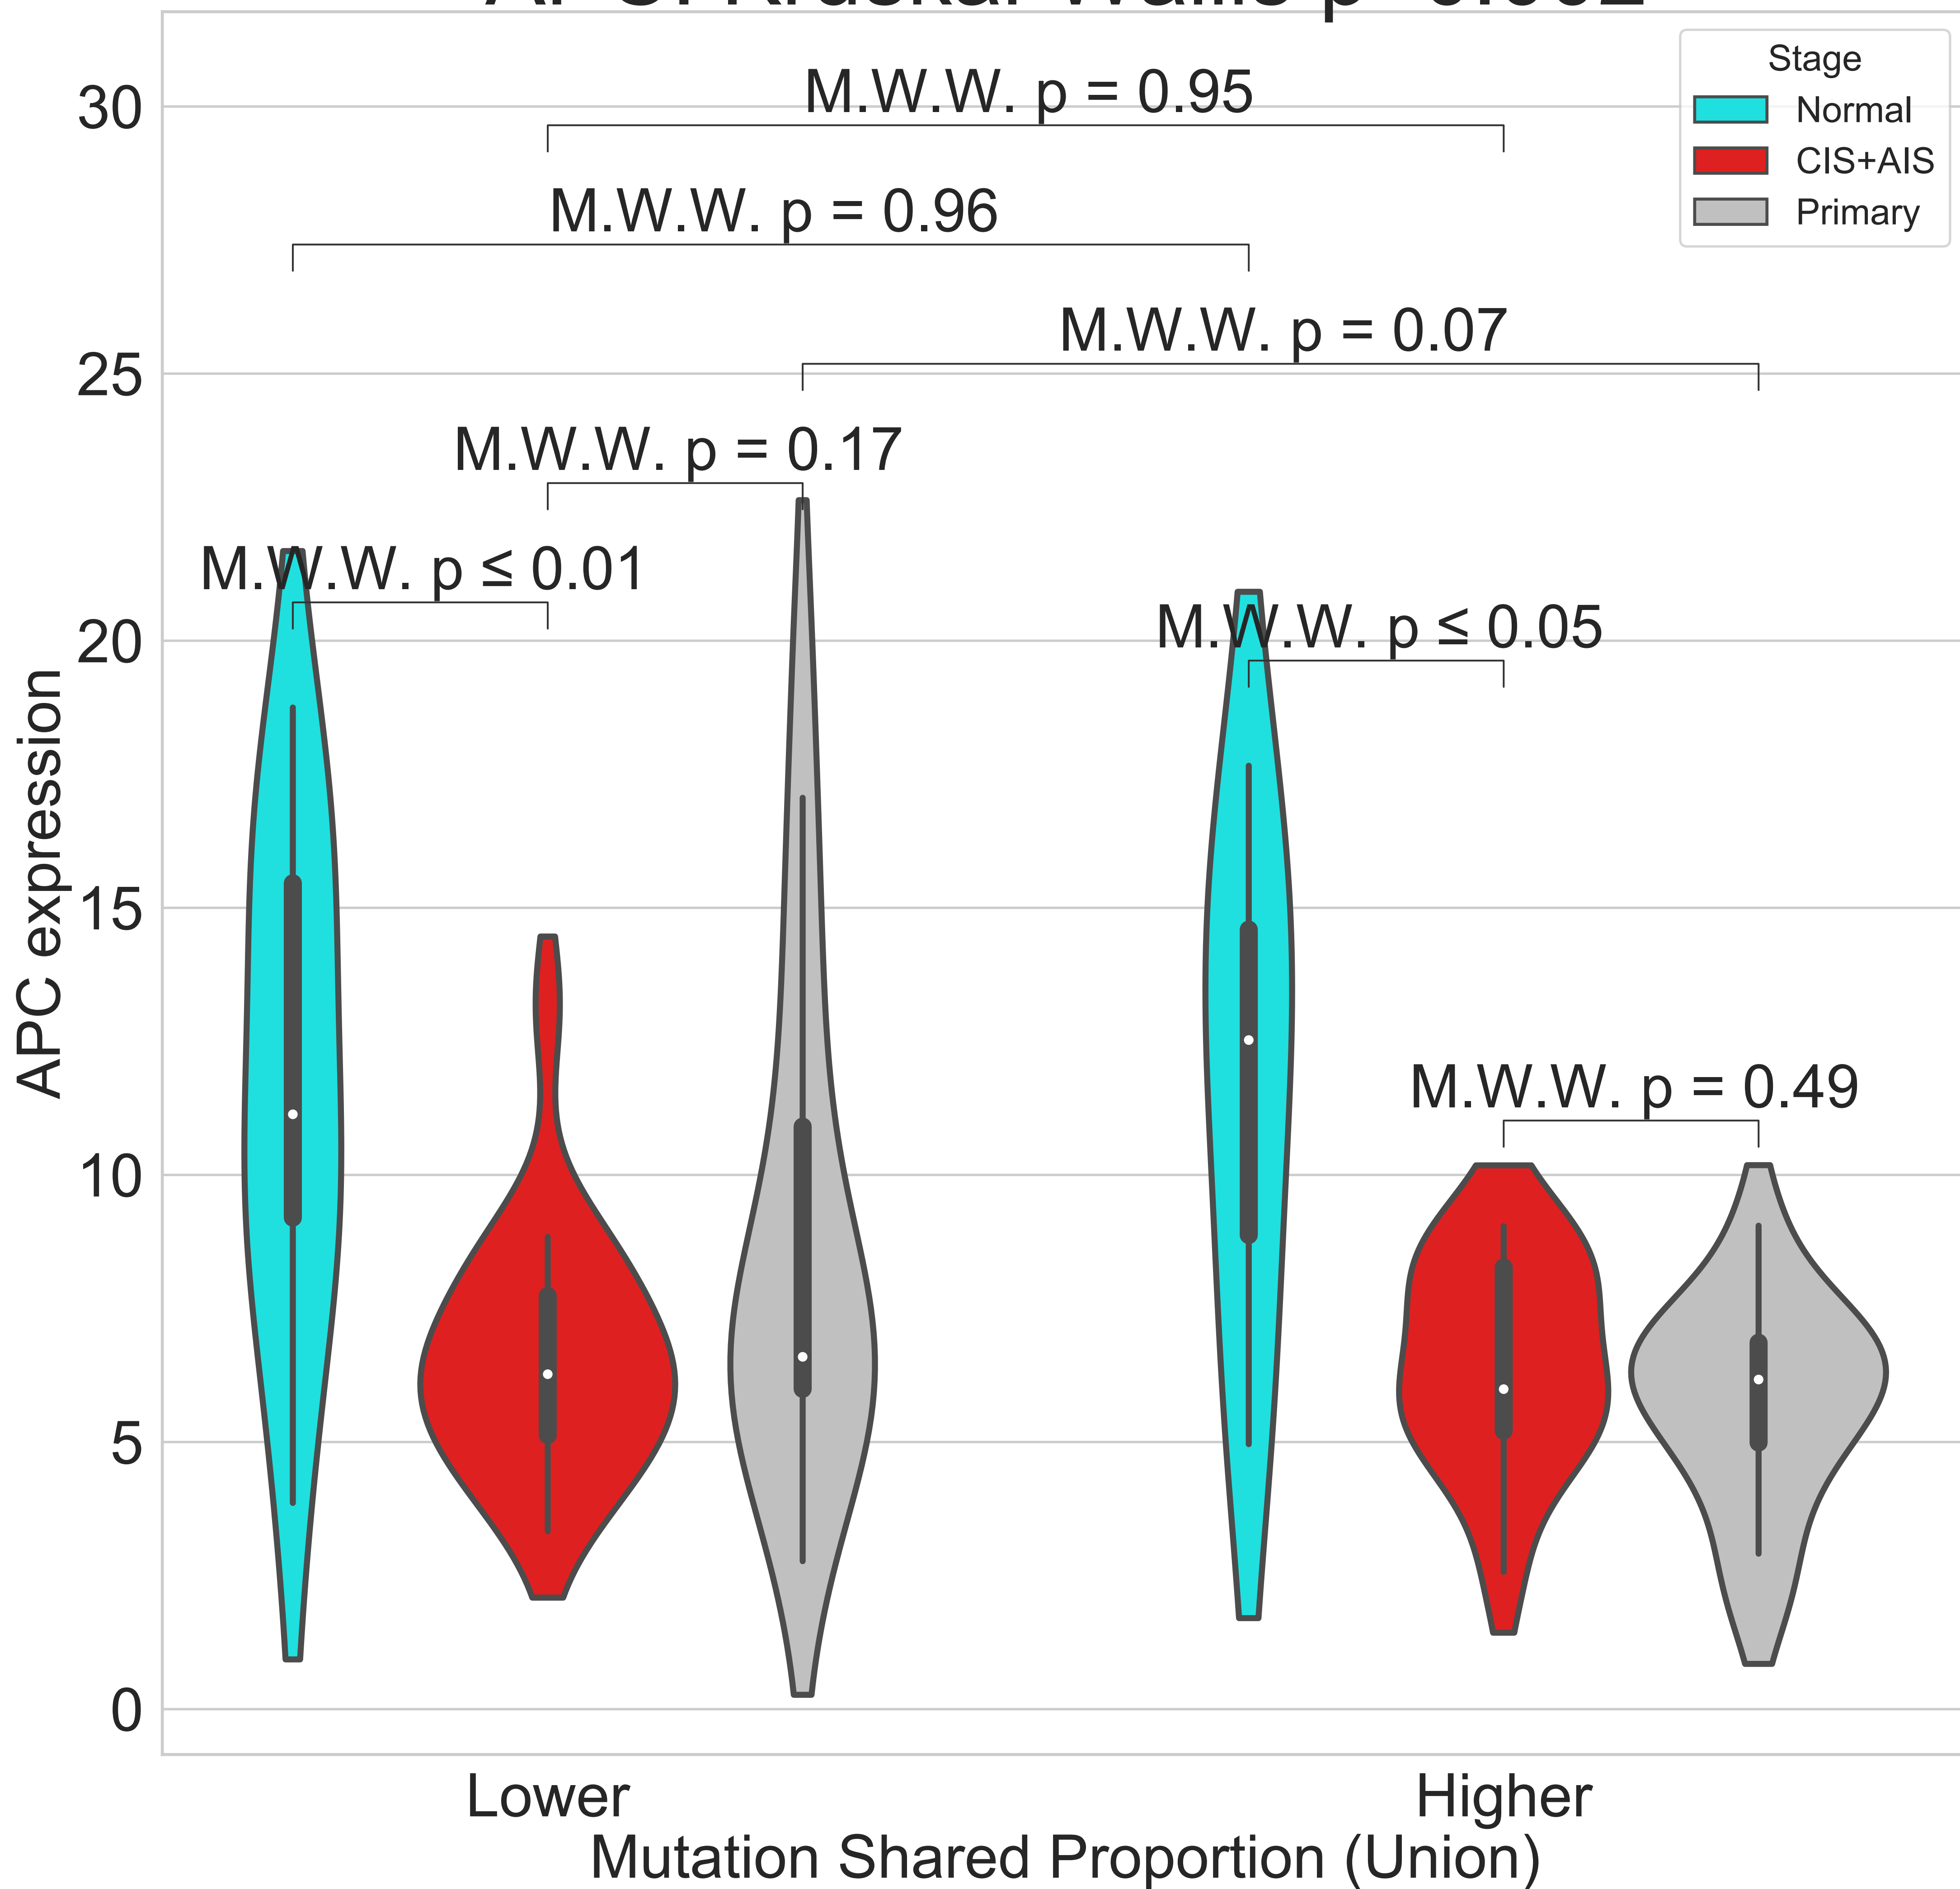 Stage
Normal
CIS+AIS
Primary
M.W.W. p = 0.95
M.W.W. p = 0.96
M.W.W. p = 0.07
M.W.W. p = 0.17
M.W.W. p ≤ 0.01
M.W.W. p ≤ 0.05
M.W.W. p = 0.49
30
25
20
15
10
5
0
APC expression
Lower
Higher
Mutation Shared Proportion (Union)